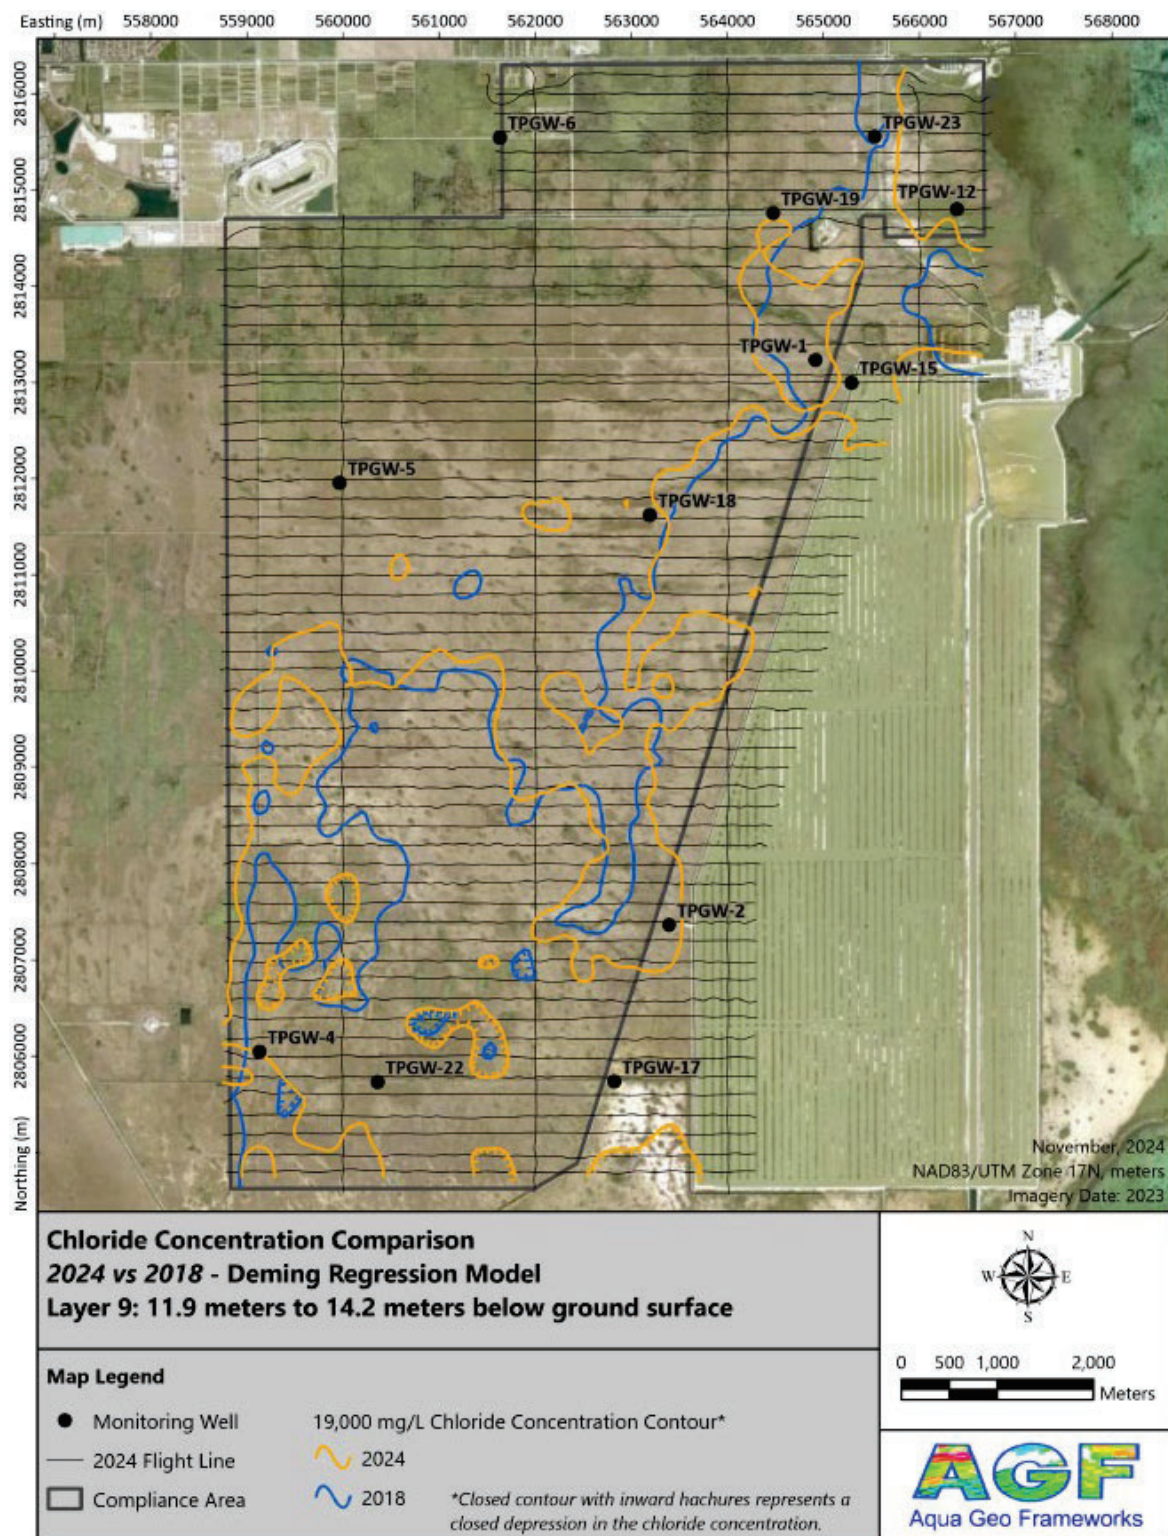 Easting (m) 558000 559000 560000 561000 562000 563000 564000 565000 566000 567000 568000
2816000
2815000
2814000
2813000
2812000
2811000
2810000
2809000
2808000
2807000
2806000
Northing (m)
TPGW-6
TPGW-23
TPGW-19
TPGW-12
TPGW-1
TPGW-15
TPGW-5
TPGW-18
TPGW-2
TPGW-4
TPGW-22
TPGW-17
November, 2024
NAD83/UTM Zone 17N, meters
Imagery Date: 2023
Chloride Concentration Comparison
2024 vs 2018 - Deming Regression Model
Layer 9: 11.9 meters to 14.2 meters below ground surface
N
W E
S
0 500 1,000 2,000
Meters
Map Legend
Monitoring Well
2024 Flight Line
Compliance Area
19,000 mg/L Chloride Concentration Contour*
2024
2018
*Closed contour with inward hachures represents a
closed depression in the chloride concentration.
AGF
Aqua Geo Frameworks